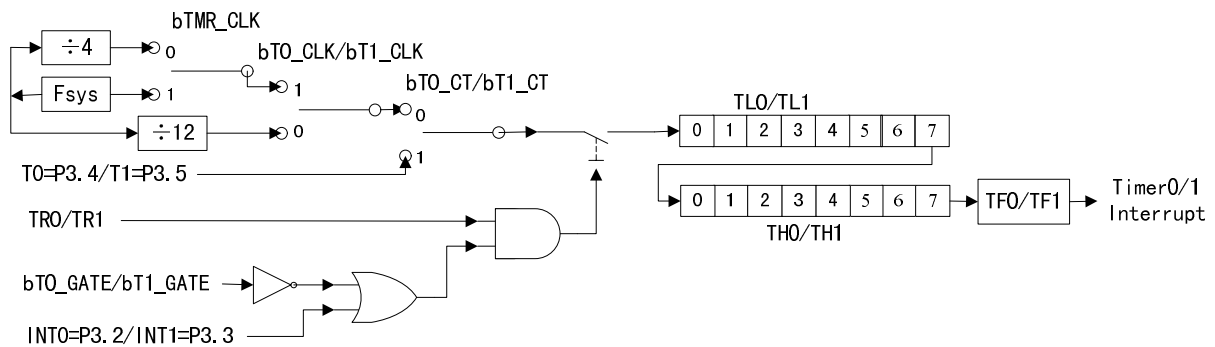 bTMR_CLK
÷4
0
bT0_CLK/bT1_CLK
Fsys
1
1
bT0_CT/bT1_CT
0
÷12
0
1
T0=P3.4/T1=P3.5
TL0/TL1
0 1 2 3 4 5 6 7
0 1 2 3 4 5 6 7
TH0/TH1
TF0/TF1
Timer0/1
Interrupt
TR0/TR1
bT0_GATE/bT1_GATE
INT0=P3.2/INT1=P3.3